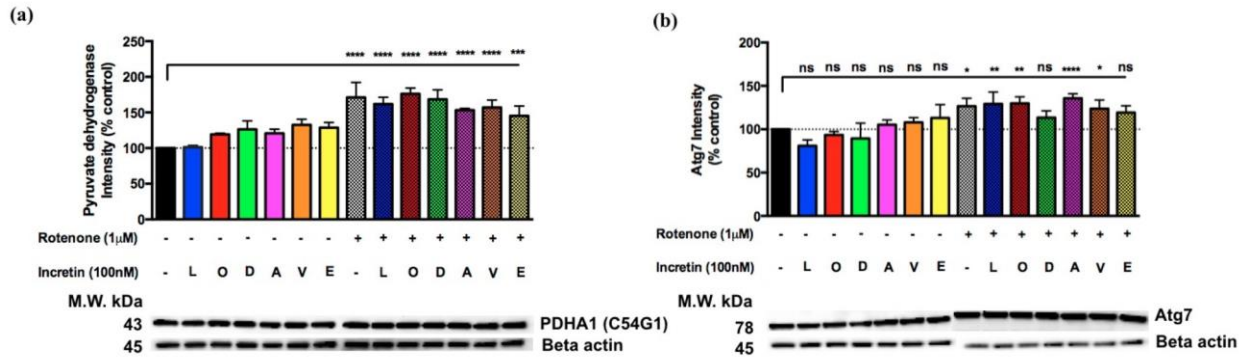 (a)
Pyruvate dehydrogenase
Intensity (% control)
250
200
150
100
50
0
**** **** **** **** **** **** ***
Rotenone (1µM) - - - - - - - + + + + + + +
Incretin (100nM) - L O D A V E - L O D A V E
M.W. kDa
43 PDHA1 (C54G1)
45 Beta actin
(b)
Atg7 Intensity
(% control)
200
150
100
50
0
ns ns ns ns ns ns * ** ** ns **** * ns
Rotenone (1µM) - - - - - - - + + + + + + +
Incretin (100nM) - L O D A V E - L O D A V E
M.W. kDa
78 Atg7
45 Beta actin